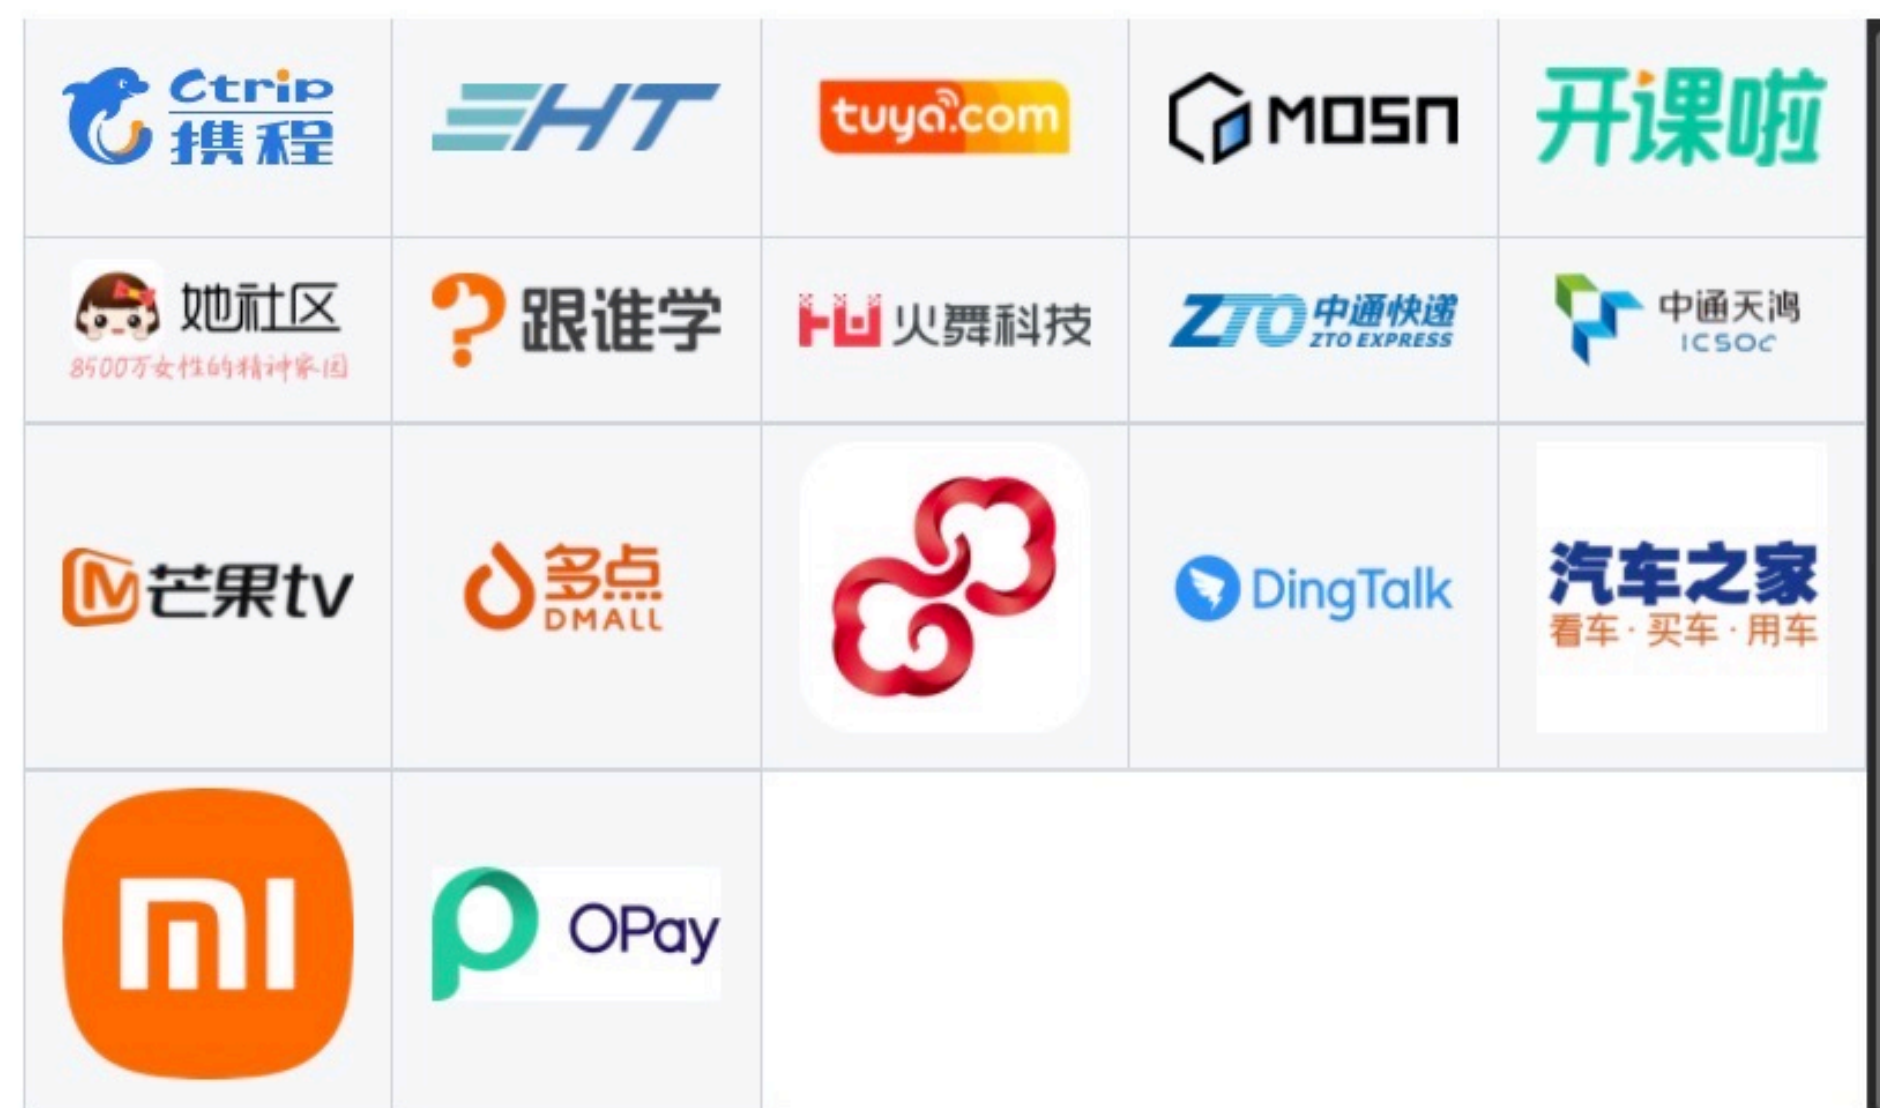 Ctrip
携程
EHT
tuya.com
MOSN
开课啦
她社区
8500万女性的精神家园
跟谁学
火舞科技
ZTO 中通快递
ZTO EXPRESS
中通天鸿
ICSOC
芒果tv
多点
DMALL
DingTalk
汽车之家
看车·买车·用车
mi
OPay